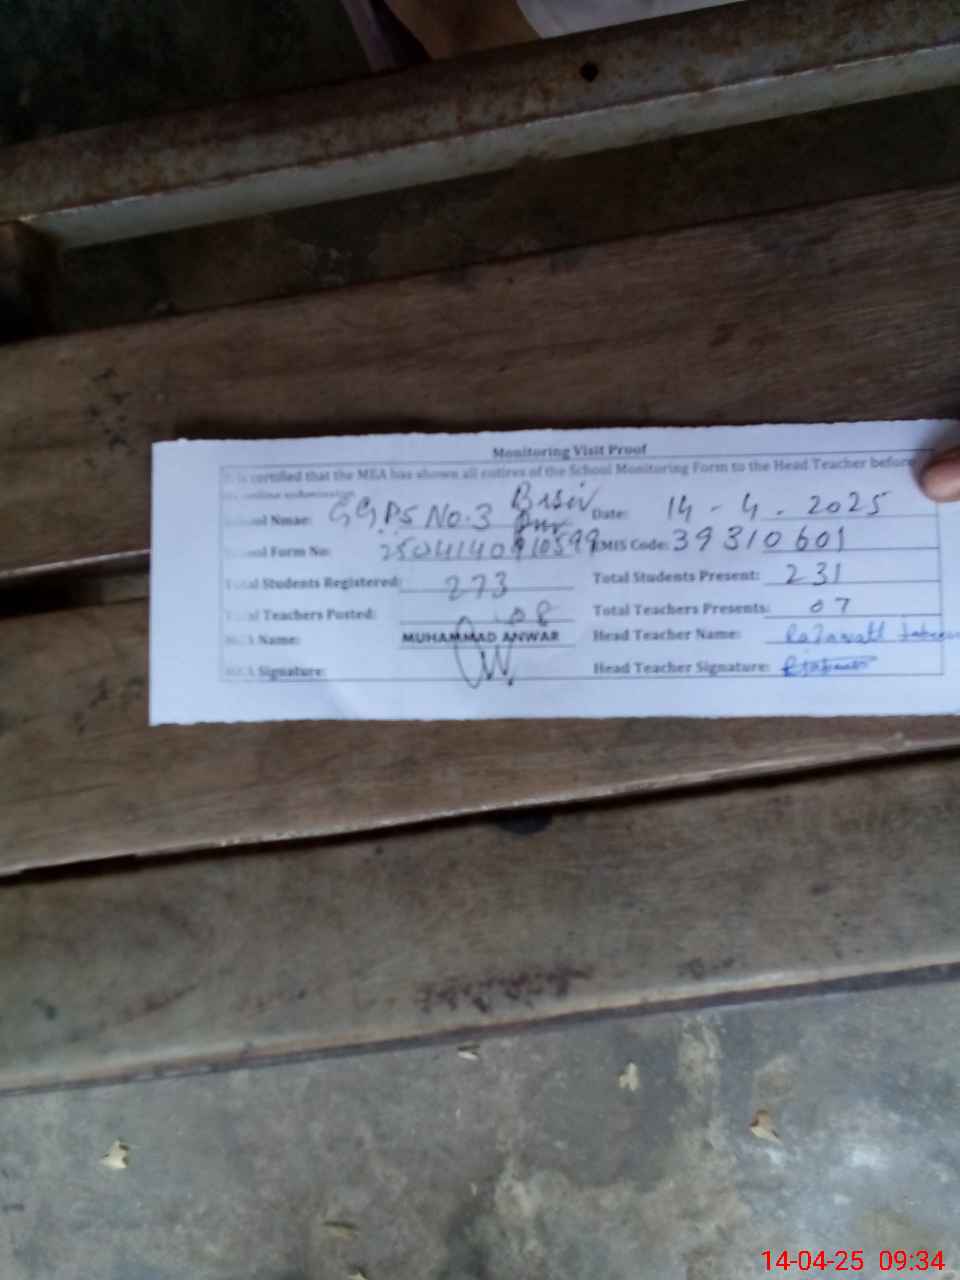 Monitoring Visit Proof
is certified that the MEA has shown all entires of the School Monitoring Form to the Head Teacher before
online submission
School Nmae: GGPS No.3 Date: 14-4.2025
School Form No: EMIS Code: 39310601
Total Students Registered: 273 Total Students Present: 231
Total Teachers Posted: 08 Total Teachers Presents: 07
MEA Name: MUHAMMAD ANWAR Head Teacher Name:
MEA Signature: Head Teacher Signature:
14-04-25 09:34